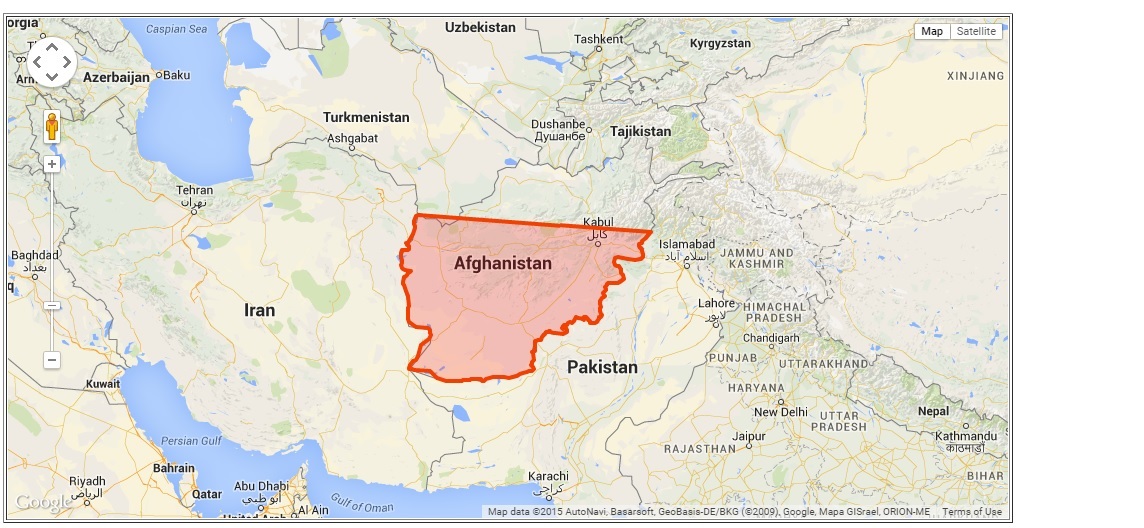 orgia
Caspian Sea
Uzbekistan
Tashkent
Kyrgyzstan
Map
Satellite
XINJIANG
Azerbaijan
Baku
Turkmenistan
Ashgabat
Dushanbe
Душанбе
Tajikistan
Tehran
تهران
Kabul
کابل
Islamabad
اسلام آباد
JAMMU AND
KASHMIR
Baghdad
بغداد
Afghanistan
Iran
Lahore
لاہور
HIMACHAL
PRADESH
Chandigarh
Pakistan
PUNJAB
UTTARAKHAND
Kuwait
HARYANA
New Delhi
UTTAR
PRADESH
Nepal
Kathmandu
काठमाडौं
Jaipur
RAJASTHAN
Persian Gulf
Bahrain
BIHAR
Karachi
کراچی
Riyadh
الرياض
Qatar
Abu Dhabi
أبو ظبي
Al Ain
Gulf of Oman
Google
Map data ©2015 AutoNavi, Basarsoft, GeoBasis-DE/BKG (©2009), Google, Mapa GISrael, ORION-ME
Terms of Use